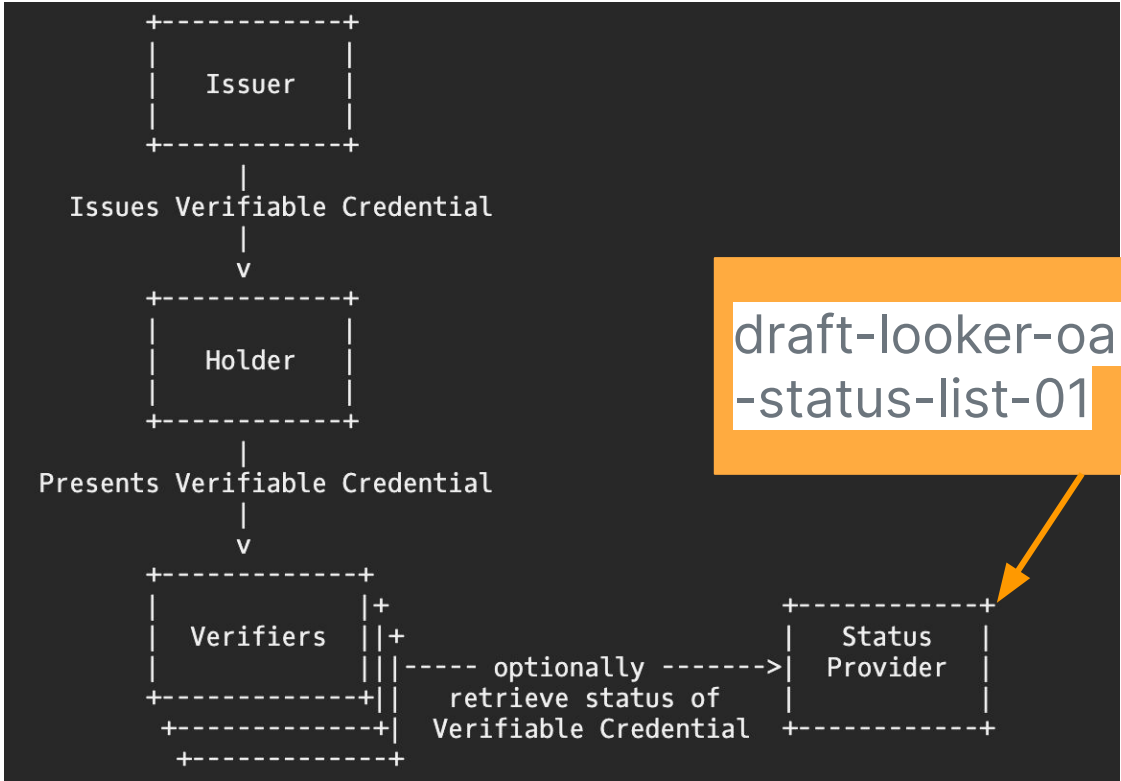 Issuer
Issues Verifiable Credential
v
Holder
Presents Verifiable Credential
v
draft-looker-oa
-status-list-01
Verifiers
optionally
retrieve status of
Verifiable Credential
Status
Provider